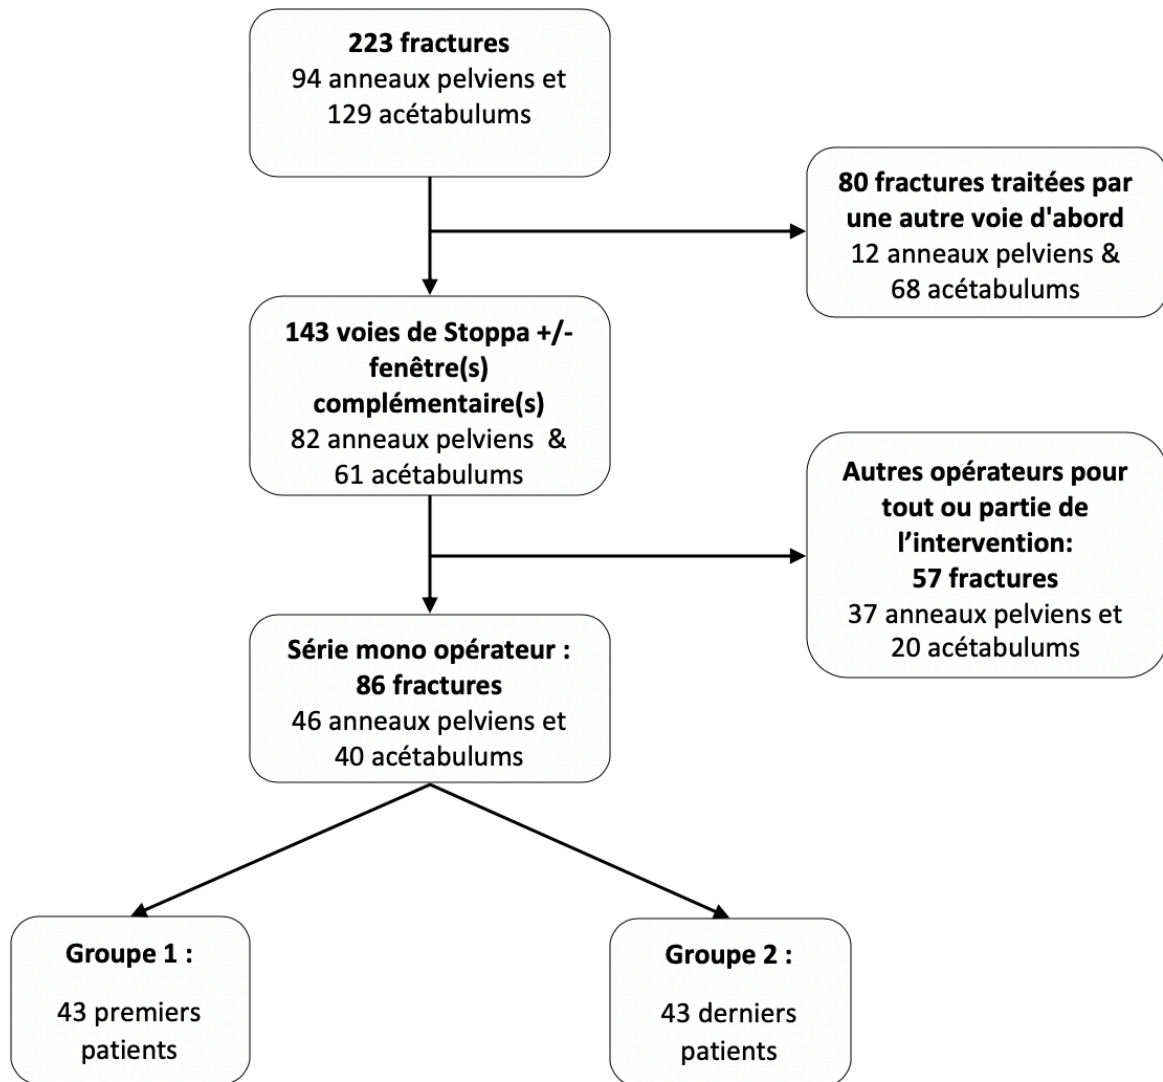 223 fractures
94 anneaux pelviens et
129 acétabulums
80 fractures traitées par
une autre voie d'abord
12 anneaux pelviens &
68 acétabulums
143 voies de Stoppa +/-
fenêtre(s)
complémentaire(s)
82 anneaux pelviens &
61 acétabulums
Autres opérateurs pour
tout ou partie de
l’intervention:
57 fractures
37 anneaux pelviens et
20 acétabulums
Série mono opérateur :
86 fractures
46 anneaux pelviens et
40 acétabulums
Groupe 1 :
43 premiers
patients
Groupe 2 :
43 derniers
patients